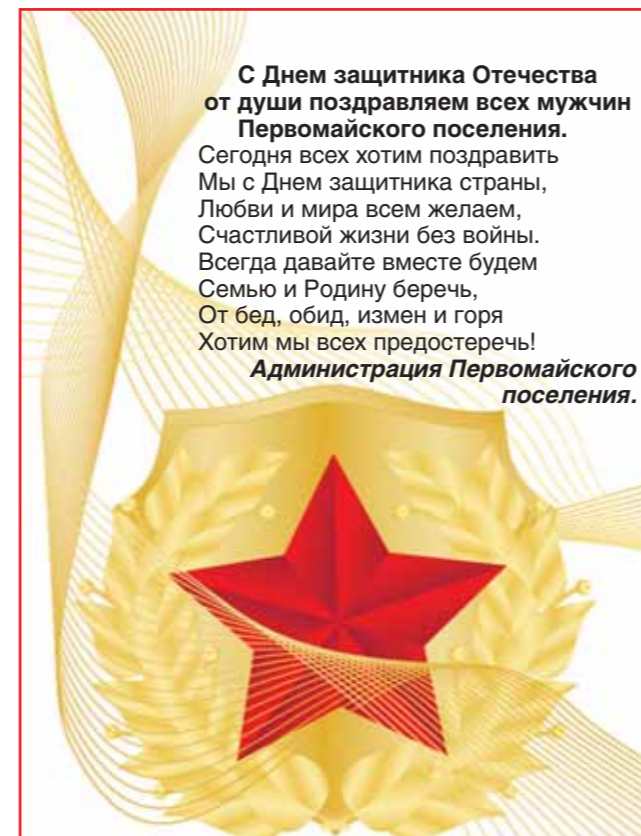 С Днем защитника Отечества
от души поздравляем всех мужчин
Первомайского поселения.
Сегодня всех хотим поздравить
Мы с Днем защитника страны,
Любви и мира всем желаем,
Счастливой жизни без войны.
Всегда давайте вместе будем
Семью и Родину беречь,
От бед, обид, измен и горя
Хотим мы всех предостеречь!
Администрация Первомайского
поселения.